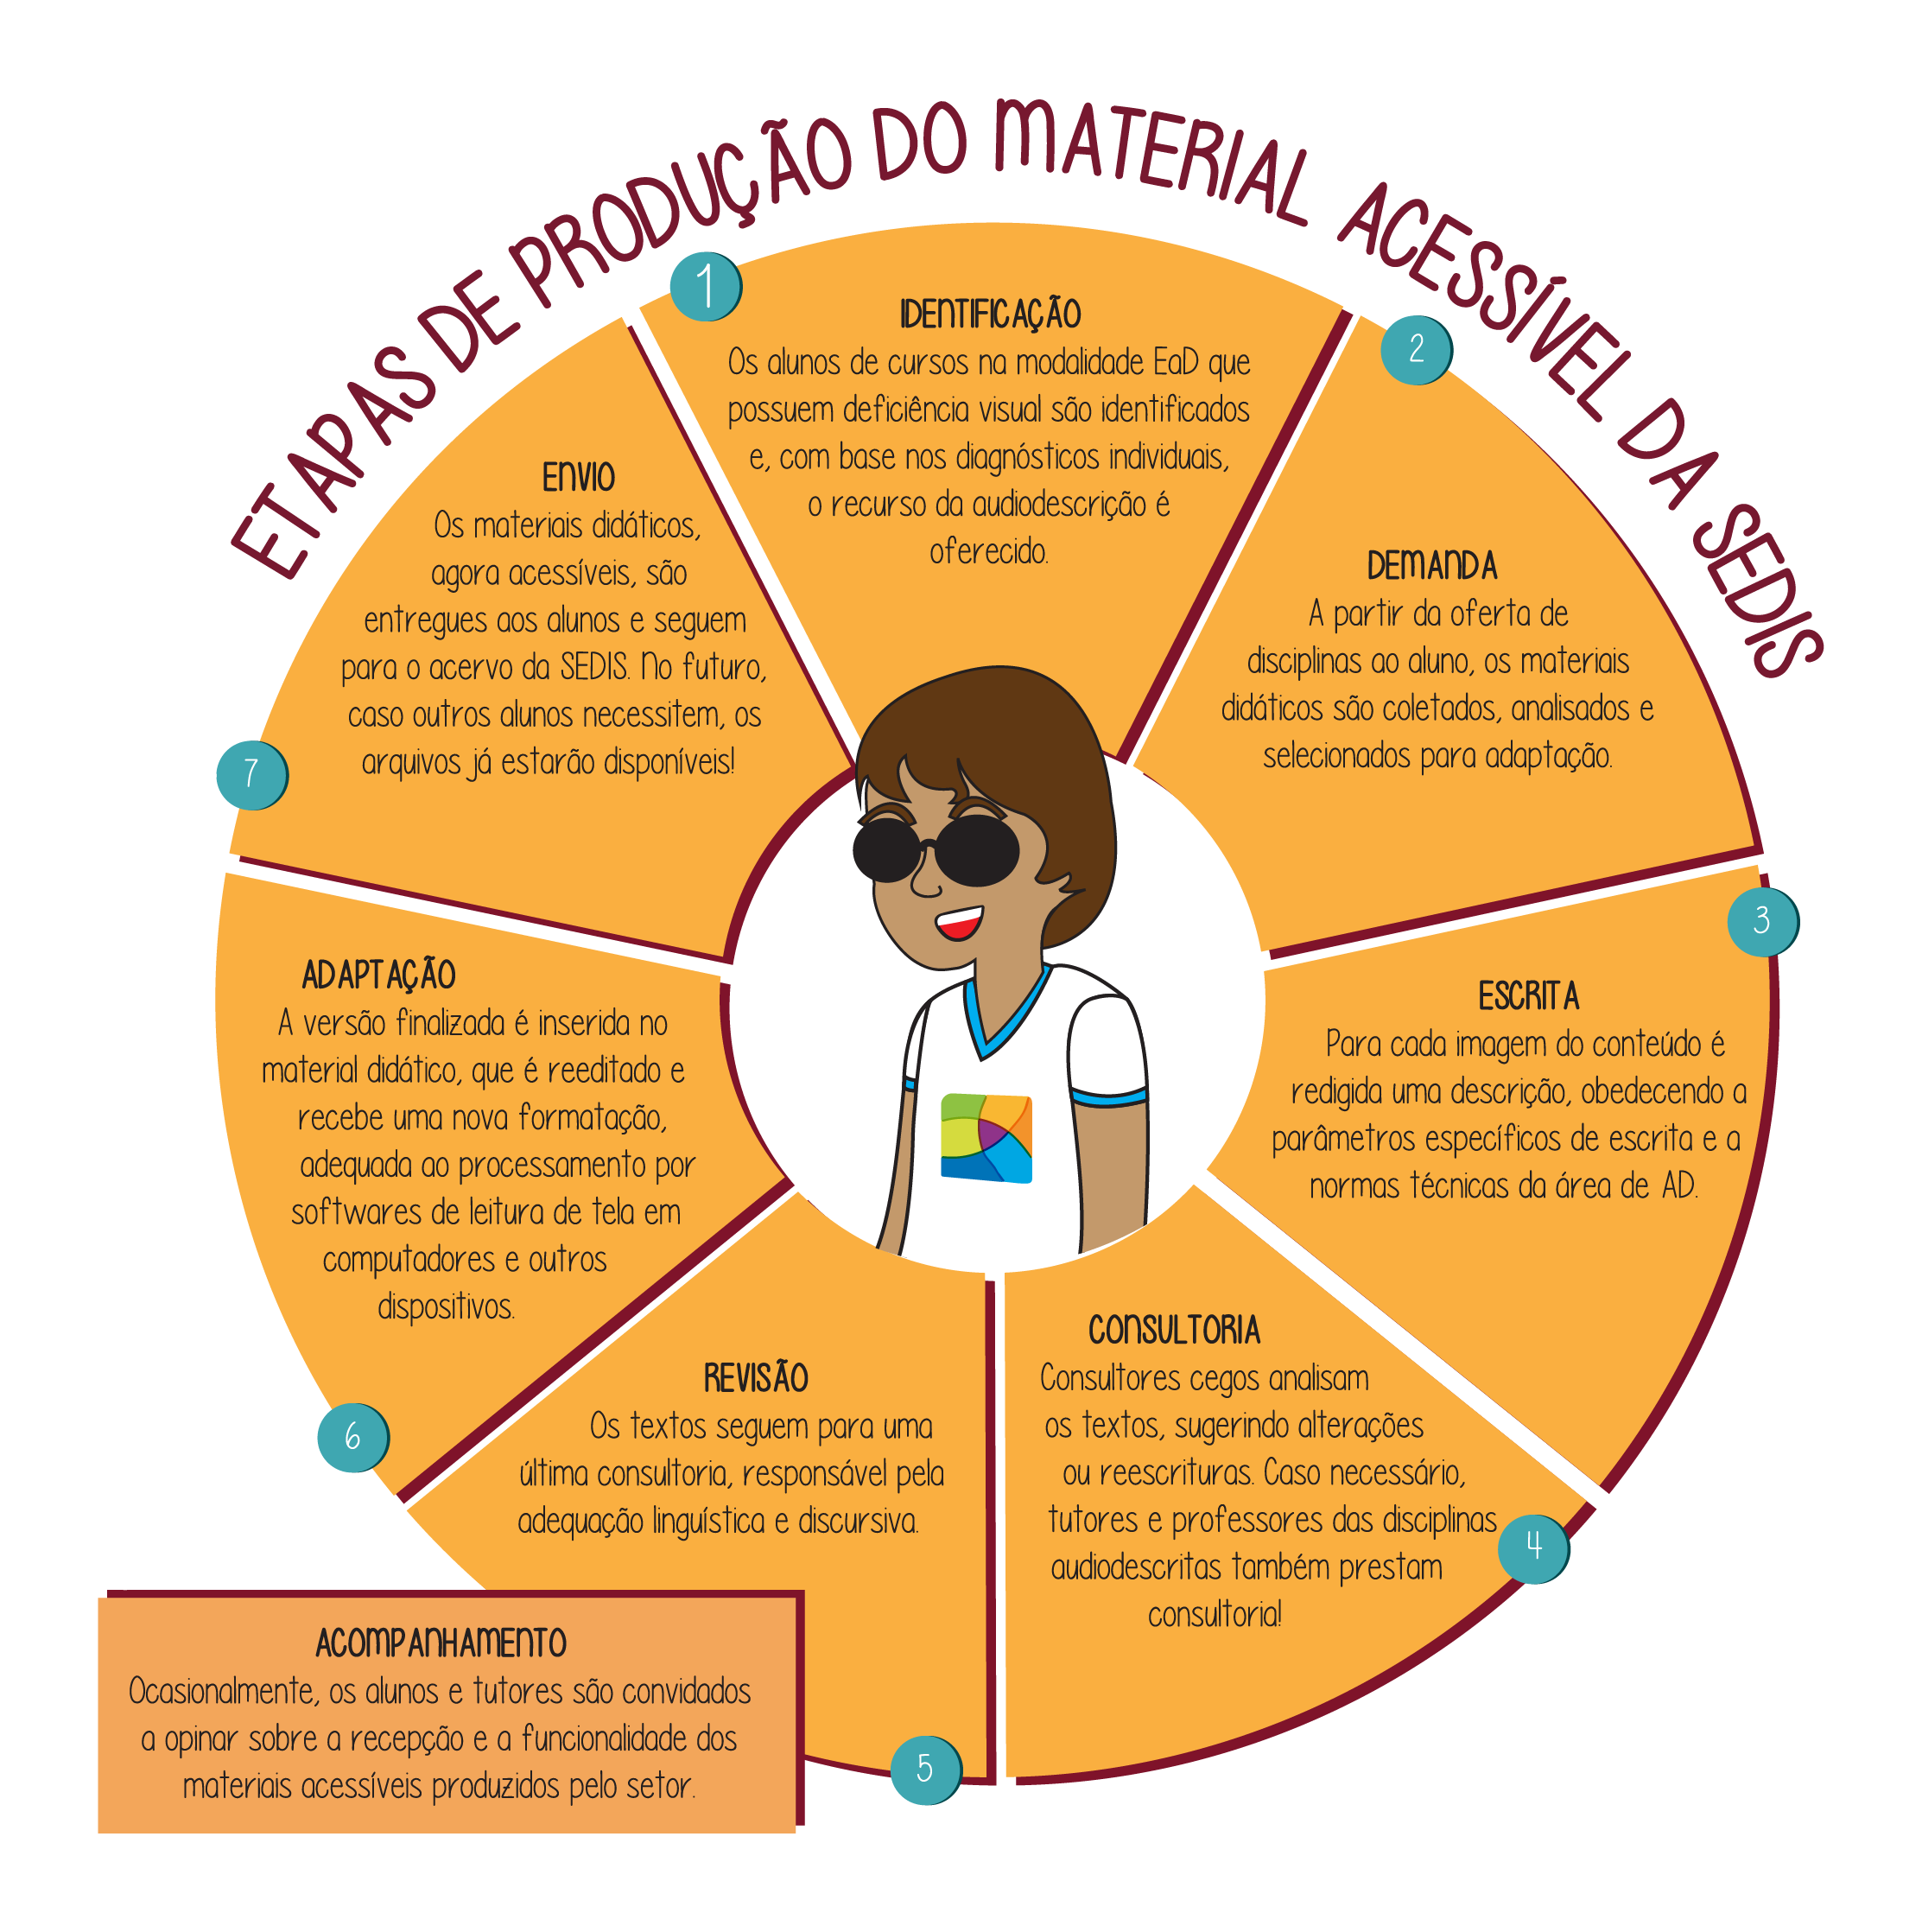 ETAPAS DE PRODUÇÃO DO MATERIAL ACESSÍVEL DA SEDIS
1
IDENTIFICAÇÃO
Os alunos de cursos na modalidade EaD que
possuem deficiência visual são identificados
e, com base nos diagnósticos individuais,
o recurso da audiodescrição é
oferecido.
2
DEMANDA
A partir da oferta de
disciplinas ao aluno, os materiais
didáticos são coletados, analisados e
selecionados para adaptação.
3
ESCRITA
Para cada imagem do conteúdo é
redigida uma descrição, obedecendo a
parâmetros específicos de escrita e a
normas técnicas da área de AD.
4
CONSULTORIA
Consultores cegos analisam
os textos, sugerindo alterações
ou reescrituras. Caso necessário,
tutores e professores das disciplinas
audiodescritas também prestam
consultoria!
5
REVISÃO
Os textos seguem para uma
última consultoria, responsável pela
adequação linguística e discursiva.
6
ADAPTAÇÃO
A versão finalizada é inserida no
material didático, que é reeditado e
recebe uma nova formatação,
adequada ao processamento por
softwares de leitura de tela em
computadores e outros
dispositivos.
7
ENVIO
Os materiais didáticos,
agora acessíveis, são
entregues aos alunos e seguem
para o acervo da SEDIS. No futuro,
caso outros alunos necessitem, os
arquivos já estarão disponíveis!
ACOMPANHAMENTO
Ocasionalmente, os alunos e tutores são convidados
a opinar sobre a recepção e a funcionalidade dos
materiais acessíveis produzidos pelo setor.